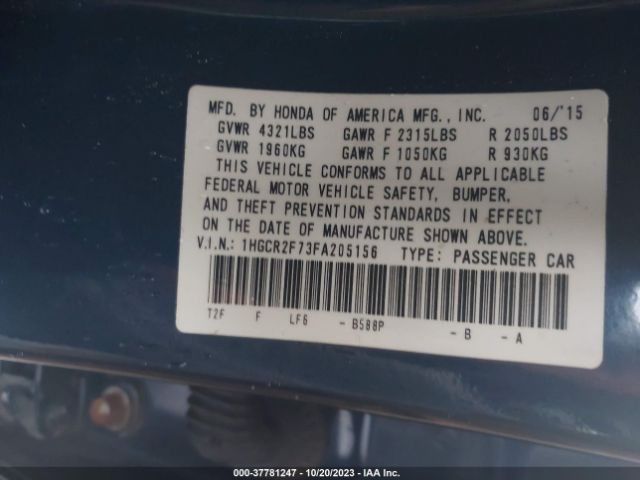 MFD. BY HONDA OF AMERICA MFG., INC. 06/'15
GVWR 4321LBS GAWR F 2315LBS R 2050LBS
GVWR 1960KG GAWR F 1050KG R 930KG
THIS VEHICLE CONFORMS TO ALL APPLICABLE
FEDERAL MOTOR VEHICLE SAFETY, BUMPER,
AND THEFT PREVENTION STANDARDS IN EFFECT
ON THE DATE OF MANUFACTURE SHOWN ABOVE.
V.I.N.: 1HGCR2F73FA205156 TYPE: PASSENGER CAR
T2F F LF6 - B588P - B - A
000-37781247 | 10/20/2023 | IAA Inc.